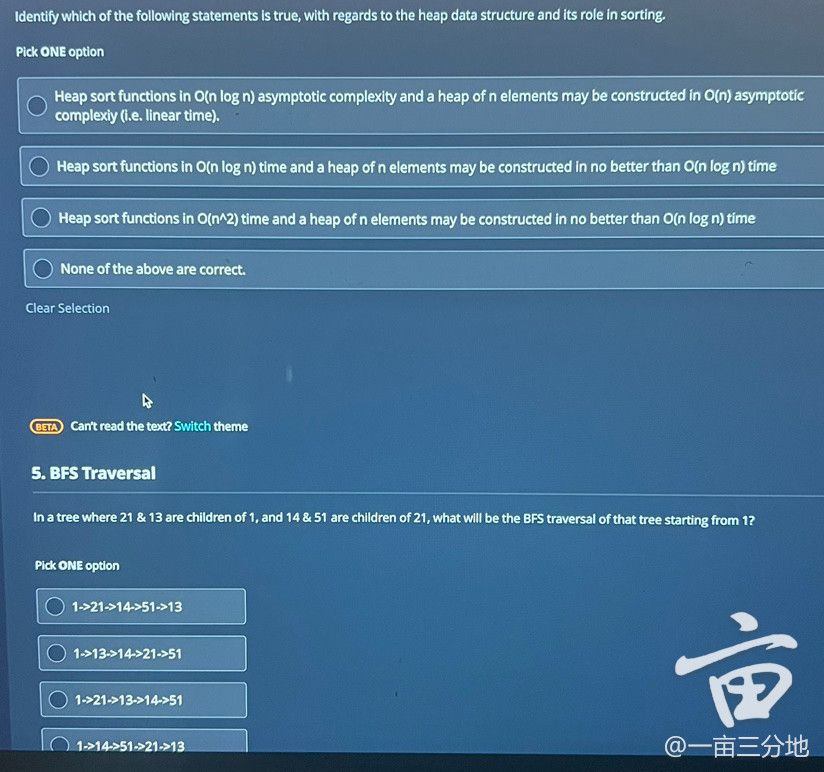 Identify which of the following statements is true, with regards to the heap data structure and its role in sorting.
Pick ONE option
Heap sort functions in O(n log n) asymptotic complexity and a heap of n elements may be constructed in O(n) asymptotic
complexiy (i.e. linear time).
Heap sort functions in O(n log n) time and a heap of n elements may be constructed in no better than O(n log n) time
Heap sort functions in O(n^2) time and a heap of n elements may be constructed in no better than O(n log n) time
None of the above are correct.
Clear Selection
BETA Can't read the text? Switch theme
5. BFS Traversal
In a tree where 21 & 13 are children of 1, and 14 & 51 are children of 21, what will be the BFS traversal of that tree starting from 1?
Pick ONE option
1->21->14->51->13
1->13->14->21->51
1->21->13->14->51
1->14->51->21->13
亩
@一亩三分地